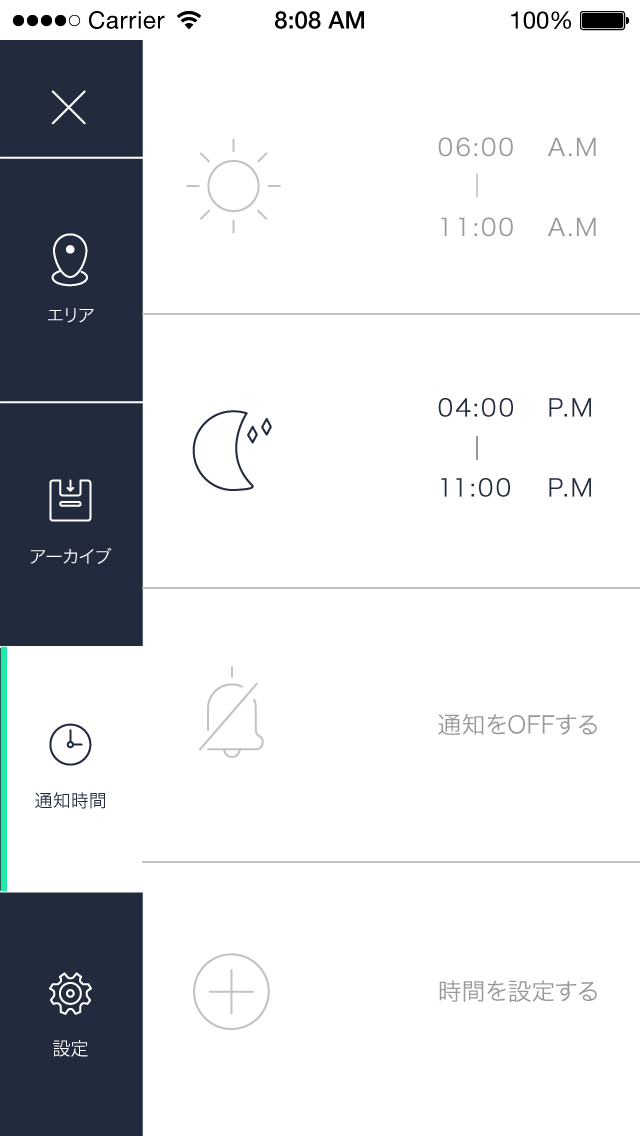 Carrier 8:08 AM 100%
エリア
アーカイブ
通知時間
設定
06:00 A.M
|
11:00 A.M
04:00 P.M
|
11:00 P.M
通知をOFFする
時間を設定する